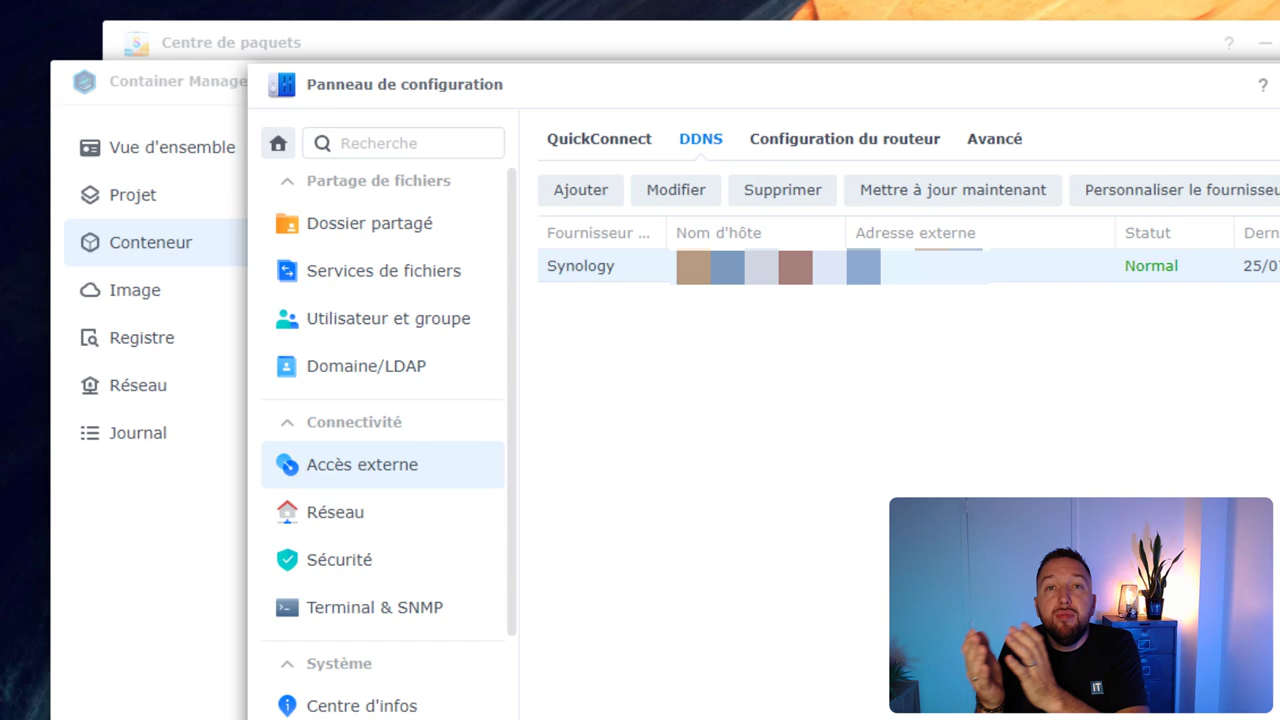 Centre de paquets
?
Container Manage
Vue d'ensemble
Projet
Conteneur
Image
Registre
Réseau
Journal
Panneau de configuration
?
Recherche
Partage de fichiers
Dossier partagé
Services de fichiers
Utilisateur et groupe
Domaine/LDAP
Connectivité
Accès externe
Réseau
Sécurité
Terminal & SNMP
Système
Centre d'infos
QuickConnect DDNS Configuration du routeur Avancé
Ajouter Modifier Supprimer Mettre à jour maintenant Personnaliser le fournisseu
Fournisseur ... Nom d'hôte Adresse externe Statut Dern
Synology Normal 25/0
IT